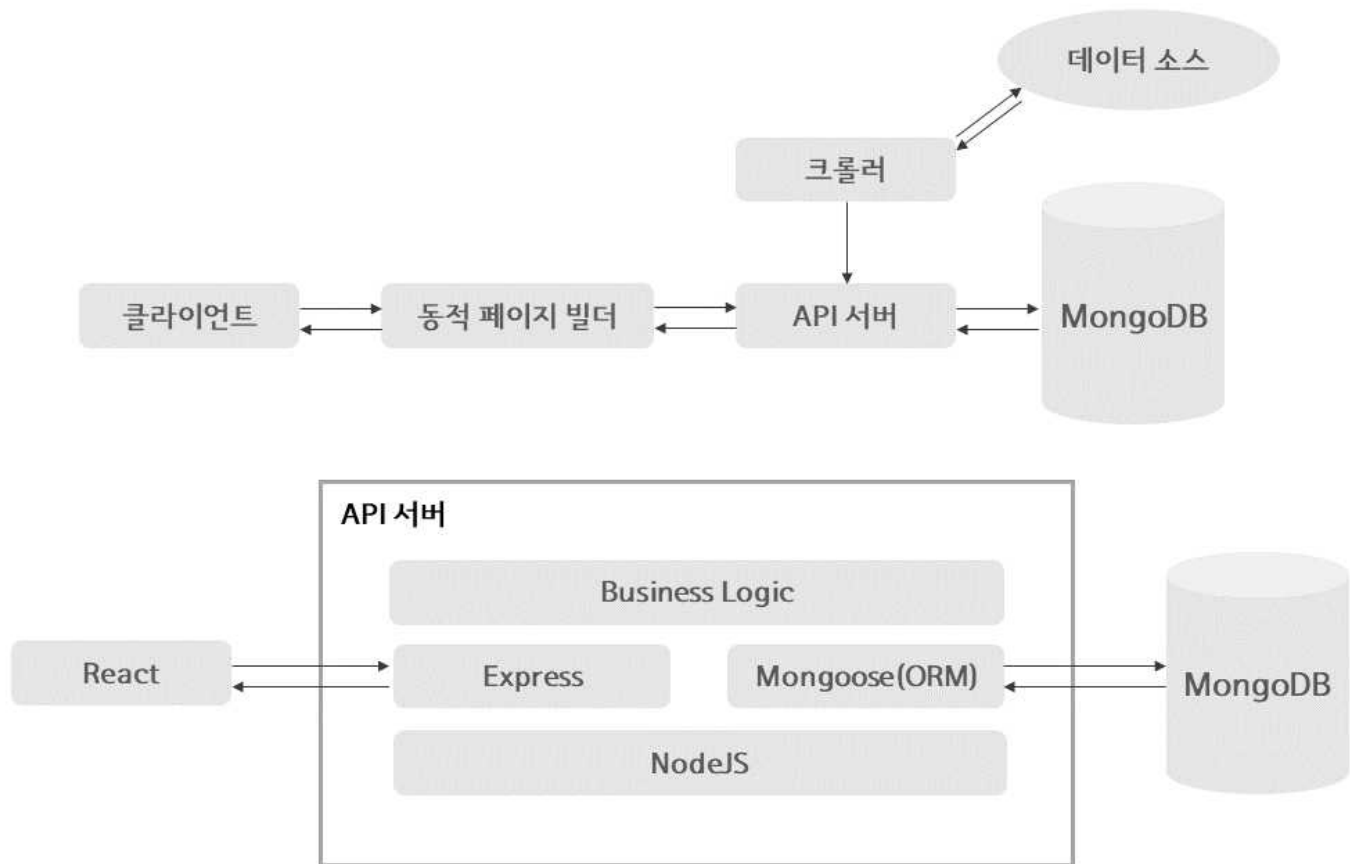 데이터 소스
크롤러
클라이언트
동적 페이지 빌더
API 서버
MongoDB
API 서버
Business Logic
React
Express
Mongoose(ORM)
MongoDB
NodeJS